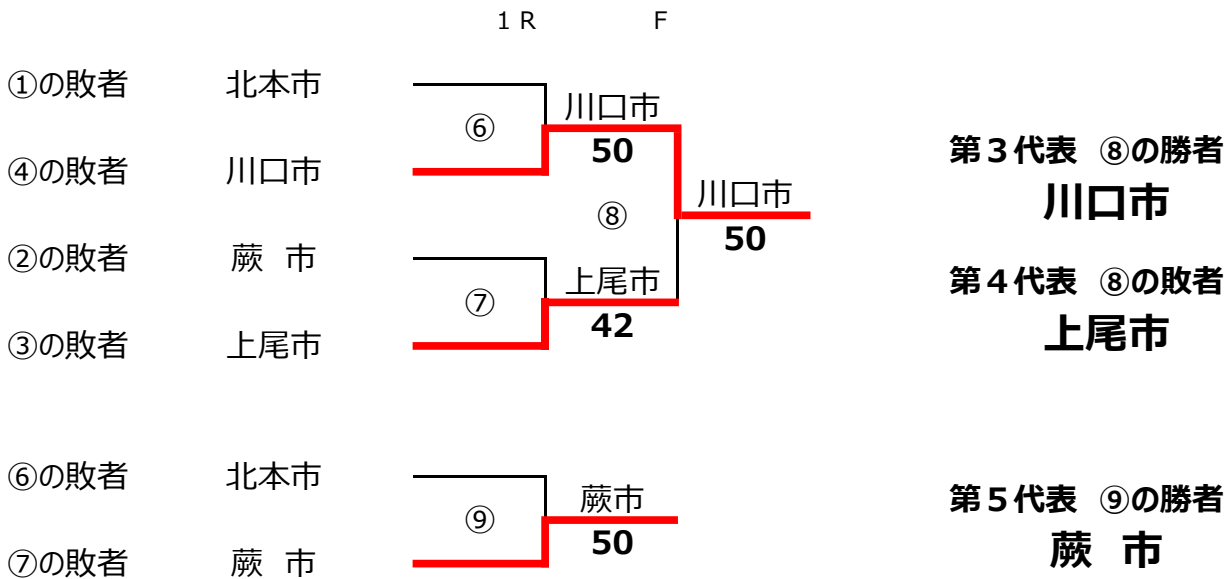 1 R F
①の敗者 北本市
川口市
⑥
50
④の敗者 川口市
第3代表 ⑧の勝者
川口市
川口市
⑧
50
②の敗者 蕨 市
上尾市
⑦
42
第4代表 ⑧の敗者
上尾市
③の敗者 上尾市
⑥の敗者 北本市
蕨市
⑨
50
第5代表 ⑨の勝者
蕨 市
⑦の敗者 蕨 市